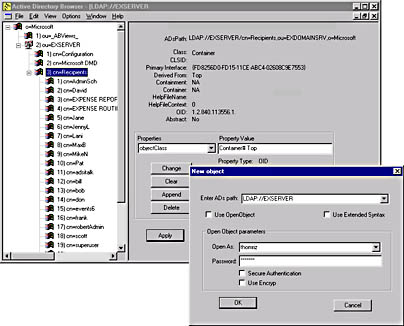 Active Directory Browser - [LDAP://EXSERVER]
File Edit View Options Window Help
o=Microsoft
1) ou=_ABViews_
2) ou=EXSERVER
1) cn=Configuration
2) cn=Microsoft DMD
3) cn=Recipients
1) cn=AdminSch
2) cn=David
3) cn=EXPENSE REPOR
4) cn=EXPENSE ROUTI
5) cn=Jane
6) cn=JennyL
7) cn=Lani
8) cn=MaxB
9) cn=MikeN
10) cn=Pat
11) cn=adsitalk
12) cn=bill
13) cn=bob
14) cn=don
15) cn=events6
16) cn=frank
17) cn=robertAdmin
18) cn=scott
19) cn=superuser
ADsPath: LDAP://EXSERVER/cn=Recipients,ou=EXDOMAINSRV,o=Microsoft
Class: Container
CLSID:
Primary Interface: {FD8256D0-FD15-11CE-ABC4-02608C9E7553}
Derived From: Top
Containment: NA
Container: NA
HelpFileName:
HelpFileContext: 0
OID: 1.2.840.113556.1.
Abstract: No
Properties
Property Value
objectClass
Container# Top
Property Type: OID
Change
Clear
Append
Delete
Apply
New object
Enter ADs path: LDAP://EXSERVER
Use OpenObject
Use Extended Syntax
Open Object parameters
Open As: thomnz
Password: *******
Secure Authentication
Use Encryp
OK
Cancel